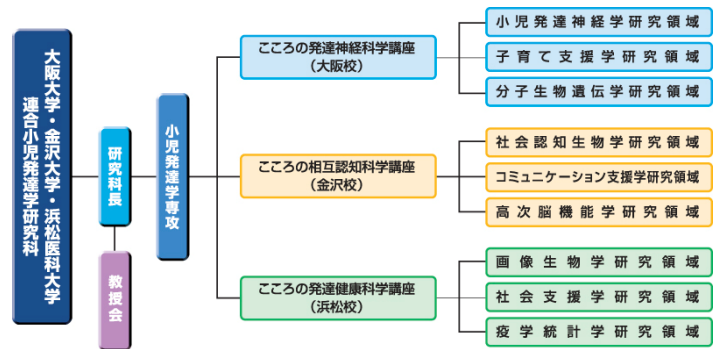 大阪大学・金沢大学・浜松医科大学
連合小児発達学研究科
研究科長
教授会
小児発達学専攻
こころの発達神経科学講座
（大阪校）
小児発達神経学研究領域
子育て支援学研究領域
分子生物遺伝学研究領域
こころの相互認知科学講座
（金沢校）
社会認知生物学研究領域
コミュニケーション支援学研究領域
高次脳機能学研究領域
こころの発達健康科学講座
（浜松校）
画像生物学研究領域
社会支援学研究領域
疫学統計学研究領域